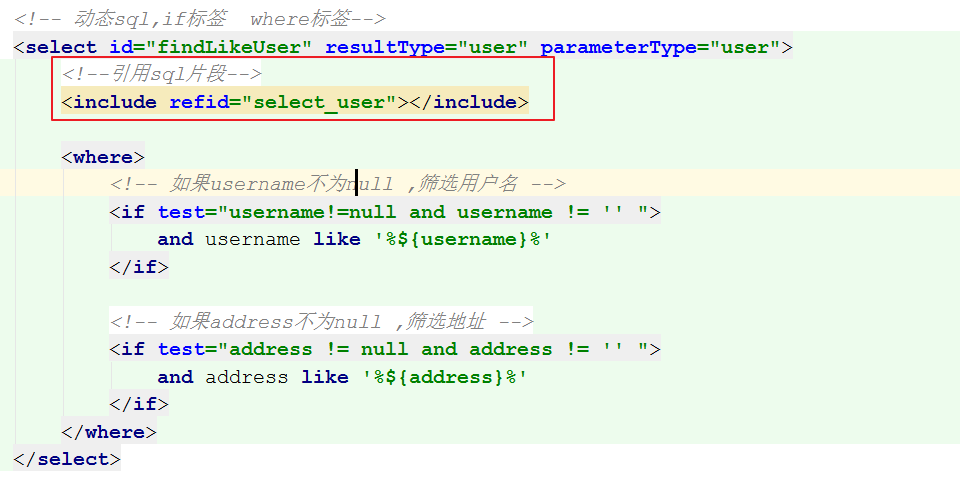 <!-- 动态sql,if标签  where标签-->
<select id="findLikeUser" resultType="user" parameterType="user">
    <!--引用sql片段-->
    <include refid="select_user"></include>
    <where>
        <!-- 如果username不为null ,筛选用户名 -->
        <if test="username!=null and username != '' ">
            and username like '%${username}%'
        </if>
        <!-- 如果address不为null ,筛选地址 -->
        <if test="address != null and address != '' ">
            and address like '%${address}%'
        </if>
    </where>
</select>